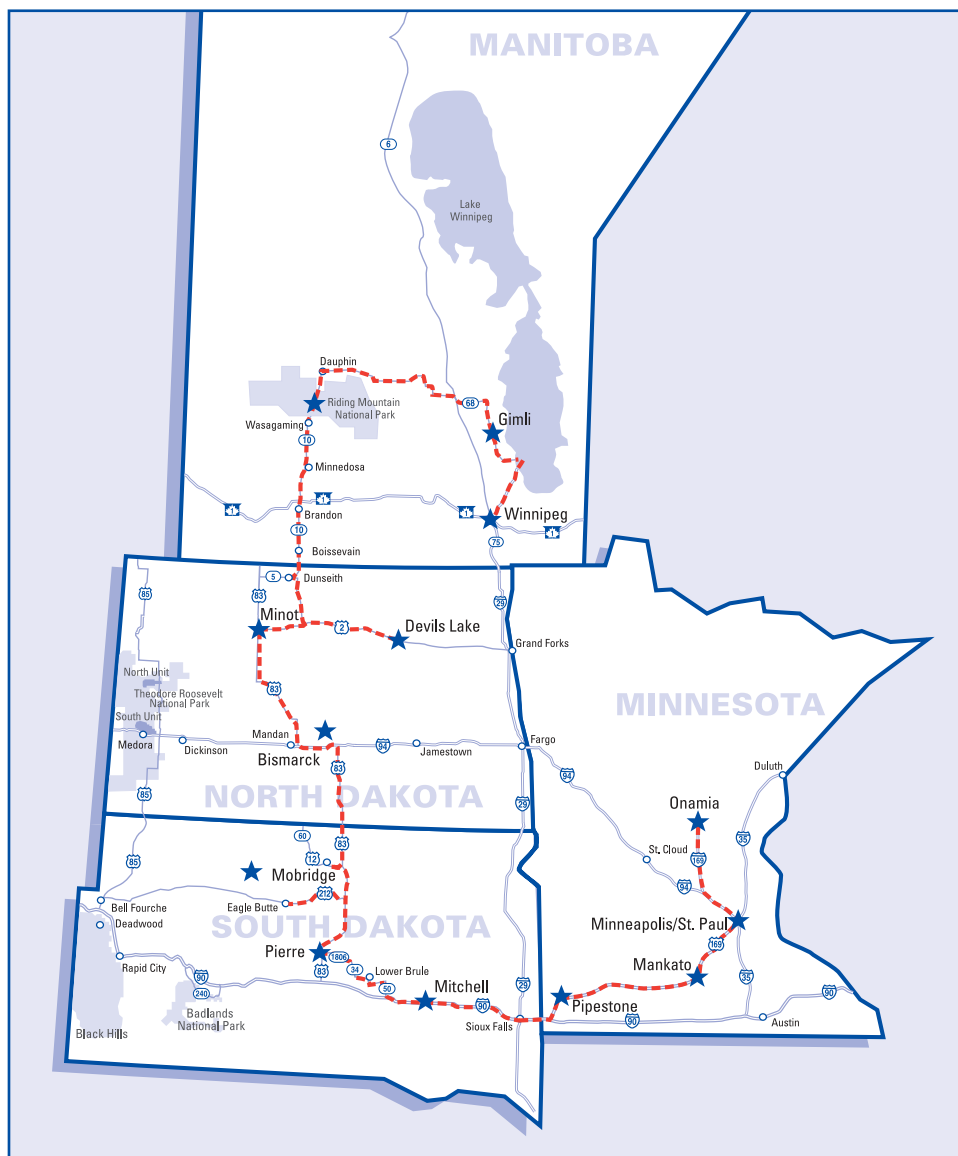 MANITOBA
6
Lake
Winnipeg
Dauphin
Riding Mountain
National Park
68
Gimli
Wasagaming
10
Minnedosa
1
1
Brandon
1
Winnipeg
1
10
75
Boissevain
5
Dunseith
85
83
29
Minot
2
Devils Lake
Grand Forks
North Unit
Theodore Roosevelt
National Park
83
MINNESOTA
South Unit
Medora
Dickinson
Mandan
Bismarck
94
Jamestown
Fargo
83
94
Duluth
85
NORTH DAKOTA
29
Onamia
60
83
35
85
12
Mobridge
St. Cloud
169
212
94
Eagle Butte
Bell Fourche
Deadwood
SOUTH DAKOTA
Minneapolis/St. Paul
169
Pierre
1806
Rapid City
34
Lower Brule
Mankato
90
83
50
29
35
240
Mitchell
90
Pipestone
90
Badlands
National Park
Sioux Falls
90
Austin
Black Hills